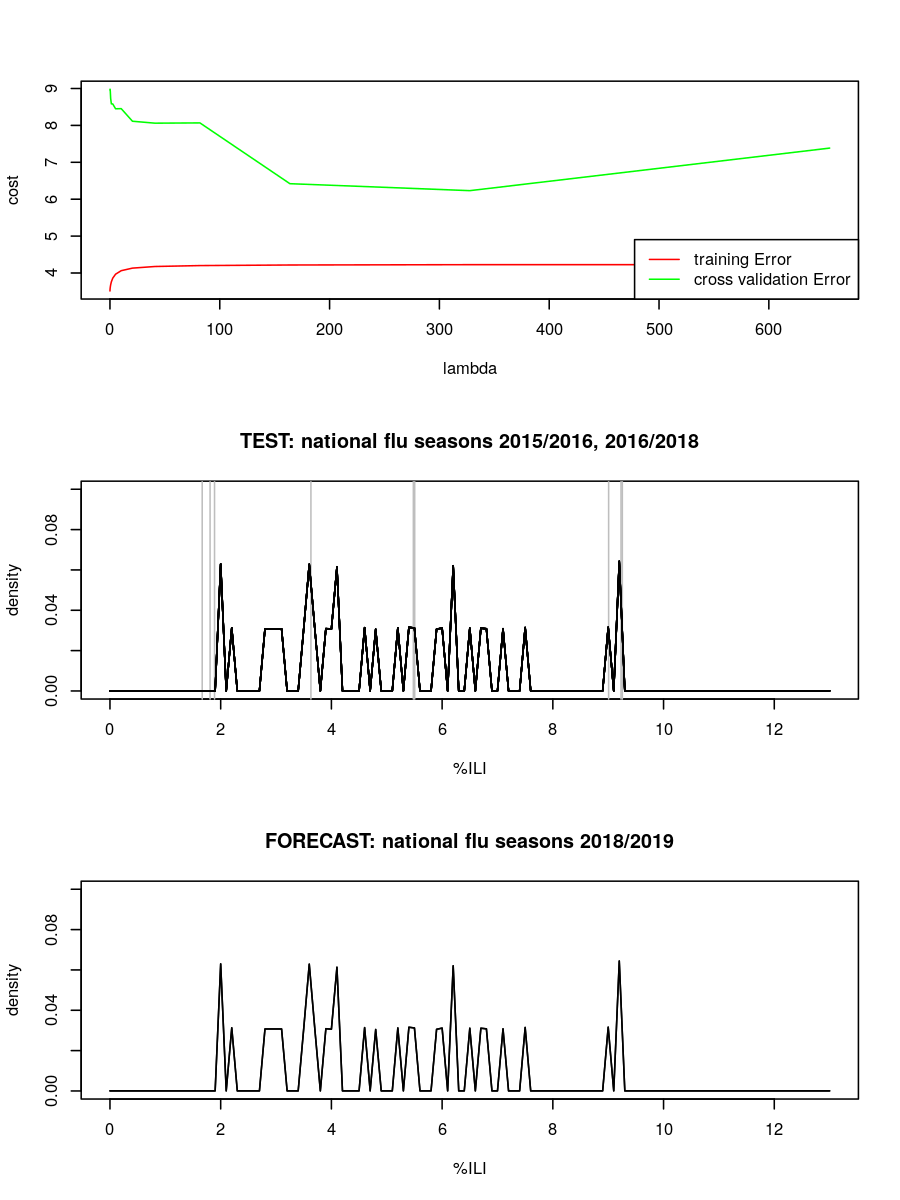 9
8
7
6
5
4
cost
training Error
cross validation Error
0 100 200 300 400 500 600
lambda
TEST: national flu seasons 2015/2016, 2016/2018
0.08
0.04
0.00
density
0 2 4 6 8 10 12
%ILI
FORECAST: national flu seasons 2018/2019
0.08
0.04
0.00
density
0 2 4 6 8 10 12
%ILI